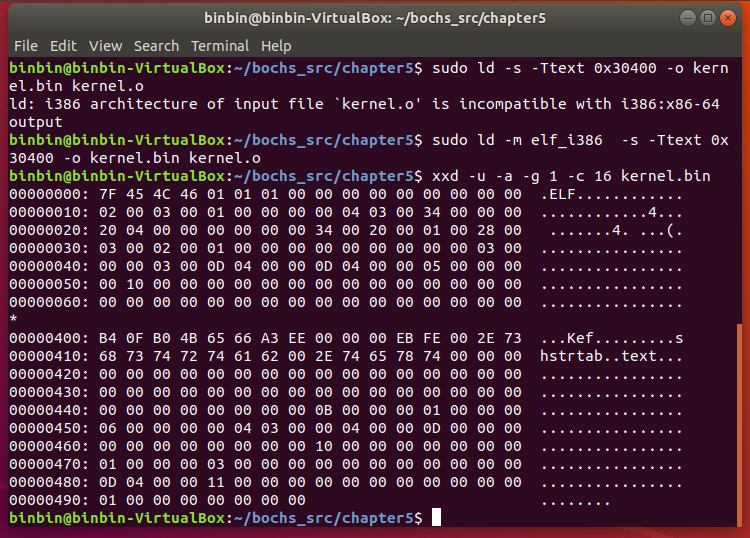 binbin@binbin-VirtualBox: ~/bochs_src/chapter5
File Edit View Search Terminal Help
binbin@binbin-VirtualBox:~/bochs_src/chapter5$ sudo ld -s -Ttext 0x30400 -o kern
el.bin kernel.o
ld: i386 architecture of input file `kernel.o' is incompatible with i386:x86-64
output
binbin@binbin-VirtualBox:~/bochs_src/chapter5$ sudo ld -m elf_i386  -s -Ttext 0x
30400 -o kernel.bin kernel.o
binbin@binbin-VirtualBox:~/bochs_src/chapter5$ xxd -u -a -g 1 -c 16 kernel.bin
00000000: 7F 45 4C 46 01 01 01 00 00 00 00 00 00 00 00 00  .ELF............
00000010: 02 00 03 00 01 00 00 00 00 04 03 00 34 00 00 00  ............4...
00000020: 20 04 00 00 00 00 00 00 34 00 20 00 01 00 28 00   .......4. ...(.
00000030: 03 00 02 00 01 00 00 00 00 00 00 00 00 00 03 00  ................
00000040: 00 00 03 00 0D 04 00 00 0D 04 00 00 05 00 00 00  ................
00000050: 00 10 00 00 00 00 00 00 00 00 00 00 00 00 00 00  ................
00000060: 00 00 00 00 00 00 00 00 00 00 00 00 00 00 00 00  ................
*
00000400: B4 0F B0 4B 65 66 A3 EE 00 00 00 EB FE 00 2E 73  ...Kef.........s
00000410: 68 73 74 72 74 61 62 00 2E 74 65 78 74 00 00 00  hstrtab..text...
00000420: 00 00 00 00 00 00 00 00 00 00 00 00 00 00 00 00  ................
00000430: 00 00 00 00 00 00 00 00 00 00 00 00 00 00 00 00  ................
00000440: 00 00 00 00 00 00 00 00 0B 00 00 00 01 00 00 00  ................
00000450: 06 00 00 00 00 04 03 00 00 04 00 00 0D 00 00 00  ................
00000460: 00 00 00 00 00 00 00 00 10 00 00 00 00 00 00 00  ................
00000470: 01 00 00 00 03 00 00 00 00 00 00 00 00 00 00 00  ................
00000480: 0D 04 00 00 11 00 00 00 00 00 00 00 00 00 00 00  ................
00000490: 01 00 00 00 00 00 00 00                          ........
binbin@binbin-VirtualBox:~/bochs_src/chapter5$